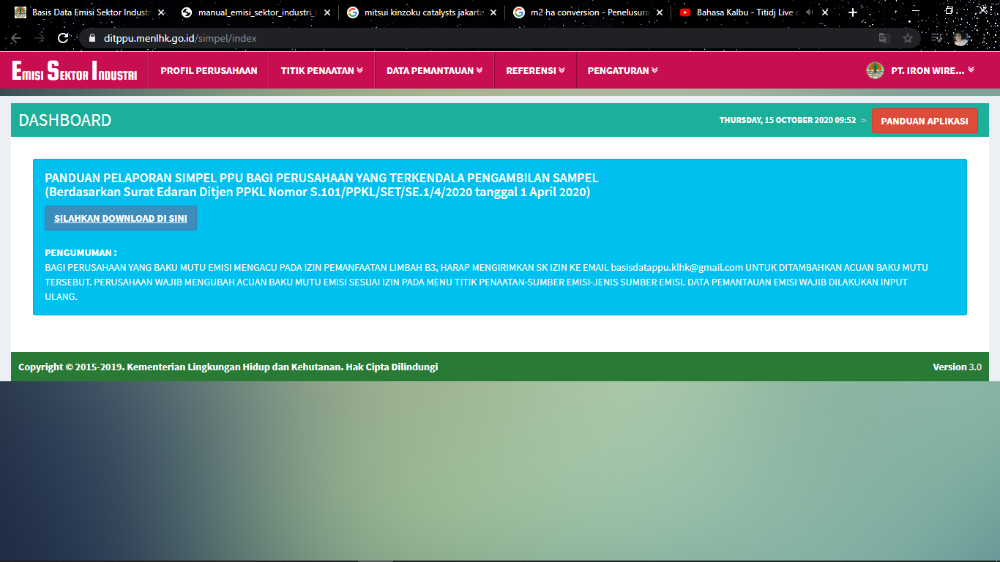 Basis Data Emisi Sektor Industr
manual_emisi_sektor_industri_
mitsui kinzoku catalysts jakarta
m2 ha conversion - Penelusura
Bahasa Kalbu - Titidj Live
ditppu.menlhk.go.id/simpel/index
EMISI SEKTOR INDUSTRI
PROFIL PERUSAHAAN
TITIK PENAATAN
DATA PEMANTAUAN
REFERENSI
PENGATURAN
PT. IRON WIRE...
DASHBOARD
THURSDAY, 15 OCTOBER 2020 09:52 >
PANDUAN APLIKASI
PANDUAN PELAPORAN SIMPEL PPU BAGI PERUSAHAAN YANG TERKENDALA PENGAMBILAN SAMPEL
(Berdasarkan Surat Edaran Ditjen PPKL Nomor S.101/PPKL/SET/SE.1/4/2020 tanggal 1 April 2020)
SILAHKAN DOWNLOAD DI SINI
PENGUMUMAN :
BAGI PERUSAHAAN YANG BAKU MUTU EMISI MENGACU PADA IZIN PEMANFAATAN LIMBAH B3, HARAP MENGIRIMKAN SK IZIN KE EMAIL basisdatappu.klhk@gmail.com UNTUK DITAMBAHKAN ACUAN BAKU MUTU
TERSEBUT. PERUSAHAAN WAJIB MENGUBAH ACUAN BAKU MUTU EMISI SESUAI IZIN PADA MENU TITIK PENAATAN-SUMBER EMISI-JENIS SUMBER EMISI. DATA PEMANTAUAN EMISI WAJIB DILAKUKAN INPUT
ULANG.
Copyright © 2015-2019. Kementerian Lingkungan Hidup dan Kehutanan. Hak Cipta Dilindungi
Version 3.0